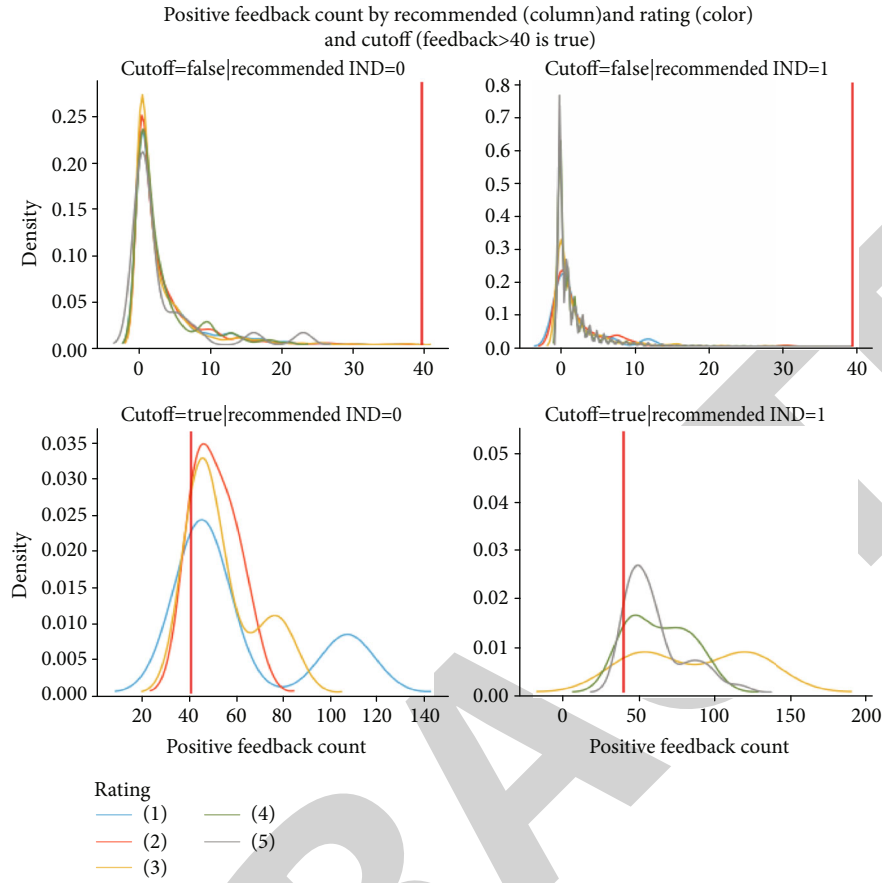 Positive feedback count by recommended (column)and rating (color)
and cutoff (feedback>40 is true)
Cutoff=false|recommended IND=0
Cutoff=false|recommended IND=1
Density
0.25
0.20
0.15
0.10
0.05
0.00
0 10 20 30 40
0.8
0.7
0.6
0.5
0.4
0.3
0.2
0.1
0.0
0 10 20 30 40
Cutoff=true|recommended IND=0
Cutoff=true|recommended IND=1
Density
0.035
0.030
0.025
0.020
0.015
0.010
0.005
0.000
20 40 60 80 100 120 140
Positive feedback count
0.05
0.04
0.03
0.02
0.01
0.00
0 50 100 150 200
Positive feedback count
Rating
(1) (4)
(2) (5)
(3)